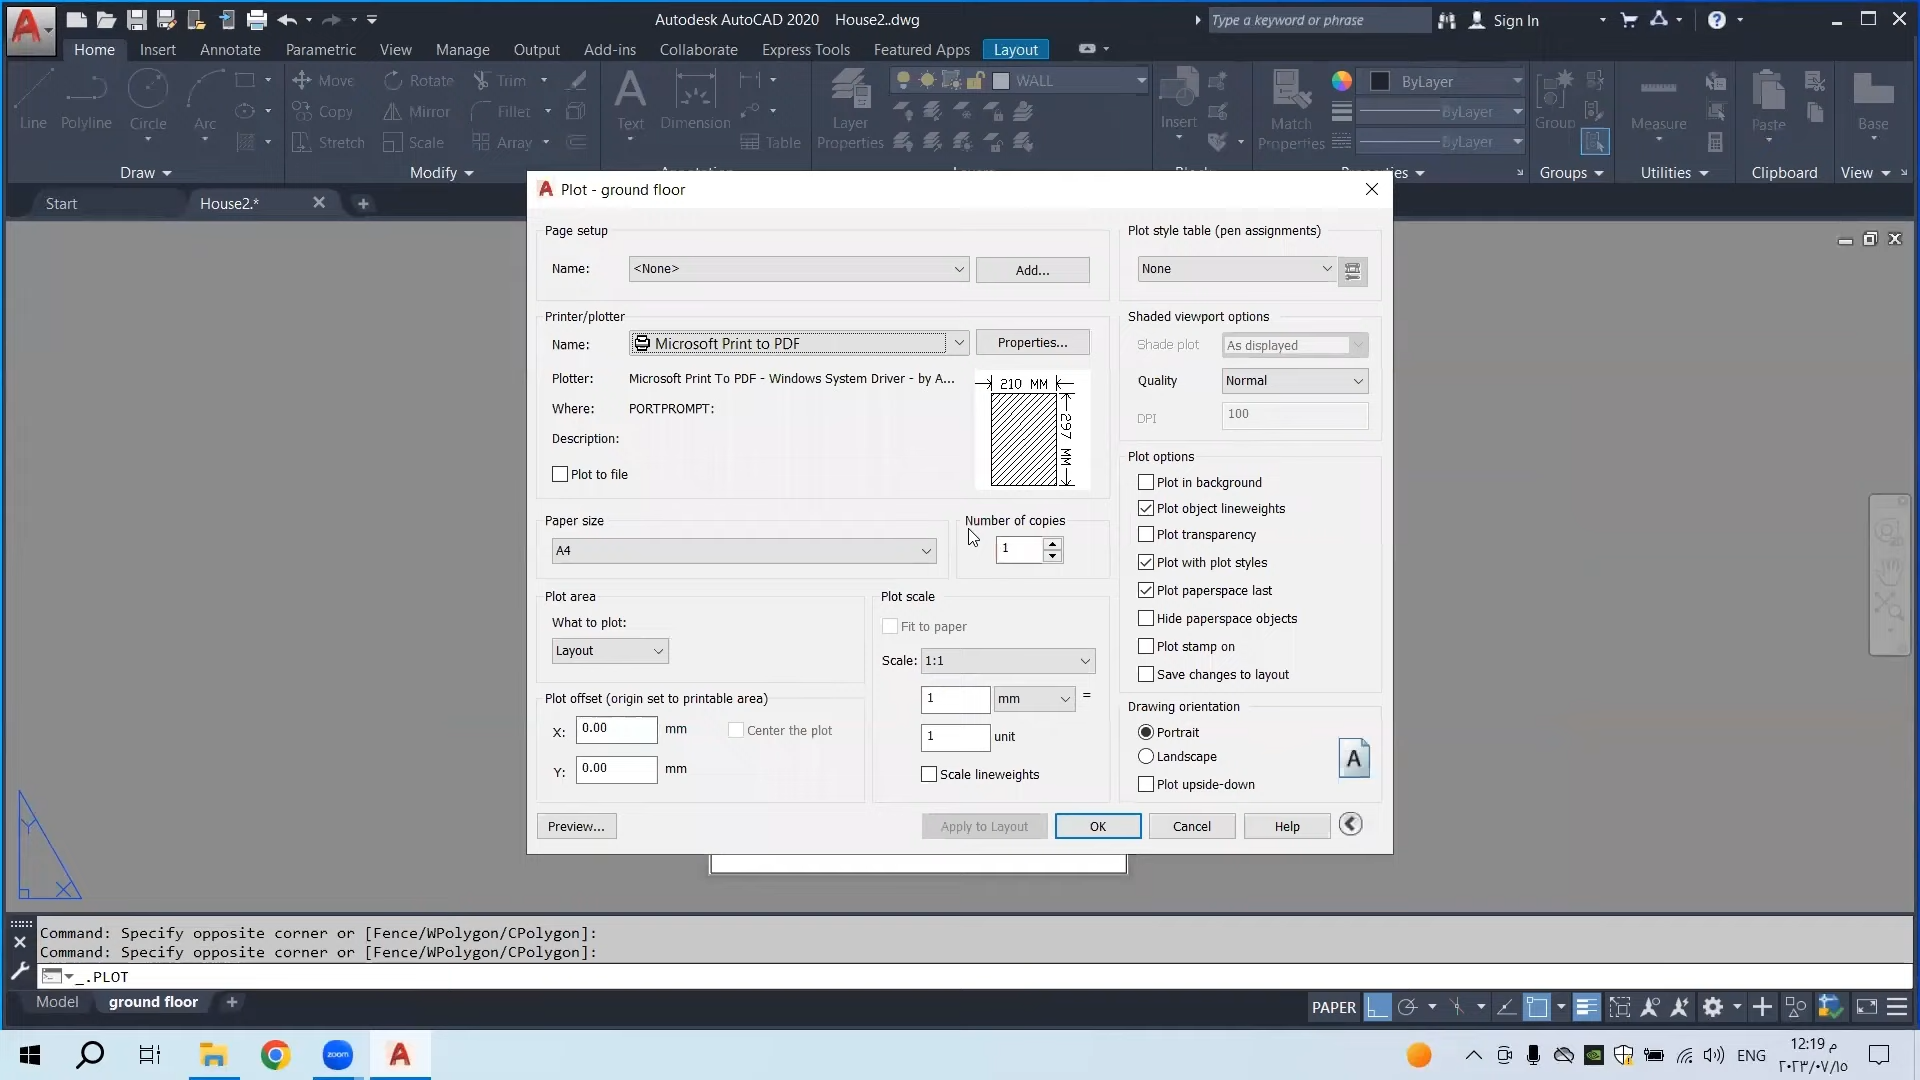 Autodesk AutoCAD 2020 House2..dwg
Type a keyword or phrase
Sign In
Home Insert Annotate Parametric View Manage Output Add-ins Collaborate Express Tools Featured Apps Layout
Line Polyline Circle Arc
Move Rotate Trim
Copy Mirror Fillet
Stretch Scale Array
Text Dimension Table
Layer Properties
WALL
Insert
Match Properties
ByLayer
ByLayer
ByLayer
Group Measure Paste Base
Draw Modify Groups Utilities Clipboard View
Start House2.*
Plot - ground floor
Page setup
Name: <None> Add...
Printer/plotter
Name: Microsoft Print to PDF Properties...
Plotter: Microsoft Print To PDF - Windows System Driver - by A...
Where: PORTPROMPT:
Description:
Plot to file
210 MM
297 MM
Paper size
A4
Number of copies
1
Plot area
What to plot:
Layout
Plot scale
Fit to paper
Scale: 1:1
1 mm =
1 unit
Scale lineweights
Plot offset (origin set to printable area)
X: 0.00 mm Center the plot
Y: 0.00 mm
Plot style table (pen assignments)
None
Shaded viewport options
Shade plot As displayed
Quality Normal
DPI 100
Plot options
Plot in background
Plot object lineweights
Plot transparency
Plot with plot styles
Plot paperspace last
Hide paperspace objects
Plot stamp on
Save changes to layout
Drawing orientation
Portrait
Landscape
A
Plot upside-down
Preview... Apply to Layout OK Cancel Help
Y
X
Command: Specify opposite corner or [Fence/WPolygon/CPolygon]:
Command: Specify opposite corner or [Fence/WPolygon/CPolygon]:
_.PLOT
Model ground floor
PAPER
zoom
ENG
12:19 م
٢٠٢٣/٠٧/١٥